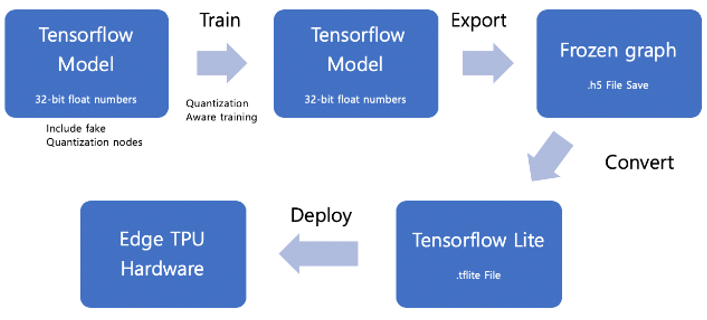 Tensorflow
Model
32-bit float numbers
Include fake
Quantization nodes
Train
Quantization
Aware training
Tensorflow
Model
32-bit float numbers
Export
Frozen graph
.h5 File Save
Convert
Tensorflow Lite
.tflite File
Deploy
Edge TPU
Hardware